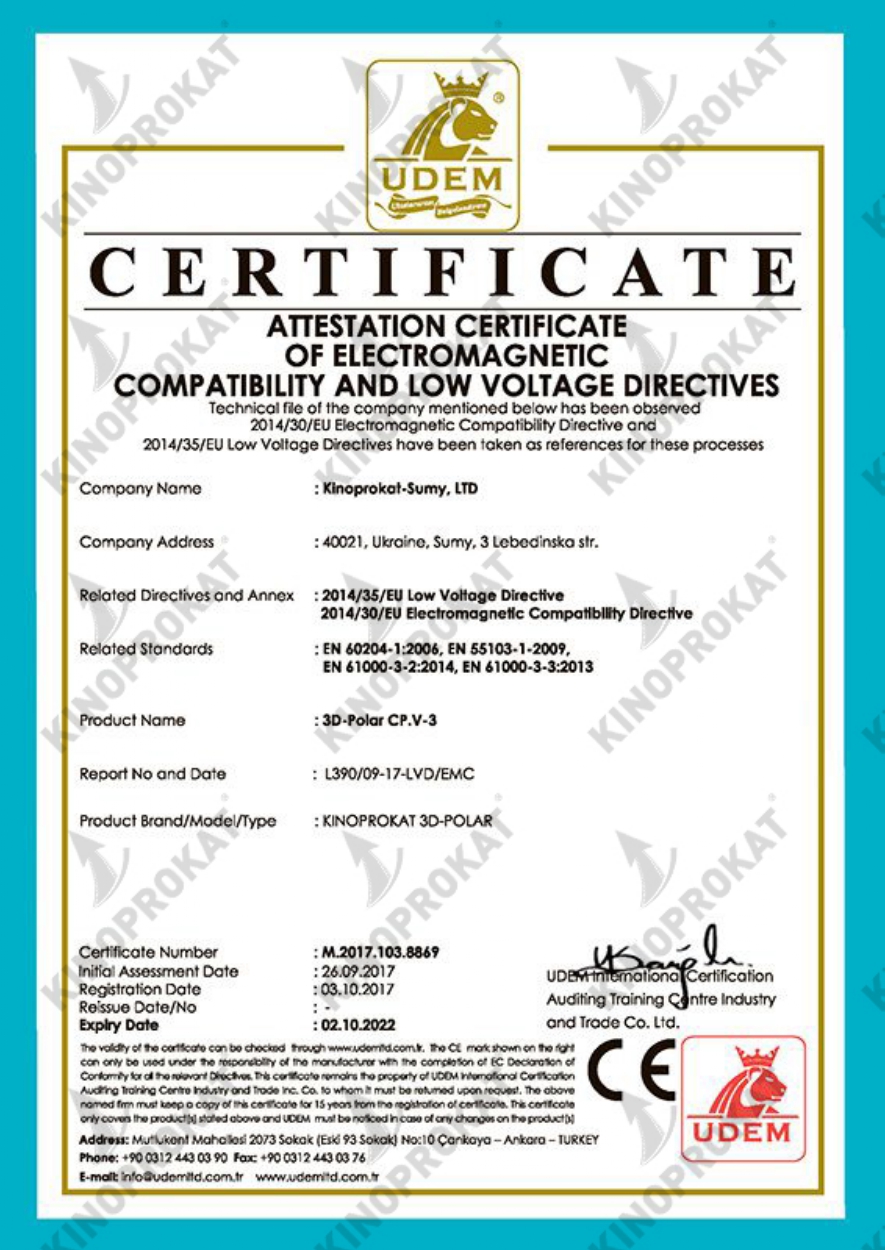 UDEM
Uluslararası Belgelendirme
CERTIFICATE
ATTESTATION CERTIFICATE
OF ELECTROMAGNETIC
COMPATIBILITY AND LOW VOLTAGE DIRECTIVES
Technical file of the company mentioned below has been observed
2014/30/EU Electromagnetic Compatibility Directive and
2014/35/EU Low Voltage Directives have been taken as references for these processes
Company Name : Kinoprokat-Sumy, LTD
Company Address : 40021, Ukraine, Sumy, 3 Lebedinska str.
Related Directives and Annex : 2014/35/EU Low Voltage Directive
2014/30/EU Electromagnetic Compatibility Directive
Related Standards : EN 60204-1:2006, EN 55103-1-2009,
EN 61000-3-2:2014, EN 61000-3-3:2013
Product Name : 3D-Polar CP.V-3
Report No and Date : L390/09-17-LVD/EMC
Product Brand/Model/Type : KINOPROKAT 3D-POLAR
Certificate Number : M.2017.103.8869
Initial Assessment Date : 26.09.2017
Registration Date : 03.10.2017
Reissue Date/No : -
Expiry Date : 02.10.2022
UDEM International Certification
Auditing Training Centre Industry
and Trade Co. Ltd.
The validity of the certificate can be checked through www.udemltd.com.tr. The CE mark shown on the right
can only be used under the responsibility of the manufacturer with the completion of EC Declaration of
Conformity for all the relevant Directives. This certificate remains the property of UDEM International Certification
Auditing Training Centre Industry and Trade Inc. Co. to whom it must be returned upon request. The above
named firm must keep a copy of this certificate for 15 years from the registration of certificate. This certificate
only covers the product(s) stated above and UDEM must be noticed in case of any changes on the product(s)
Address: Mutlukent Mahallesi 2073 Sokak (Eski 93 Sokak) No:10 Çankaya – Ankara – TURKEY
Phone: +90 0312 443 03 90 Fax: +90 0312 443 03 76
E-mail: info@udemltd.com.tr www.udemltd.com.tr
CE
UDEM
KINOPROKAT